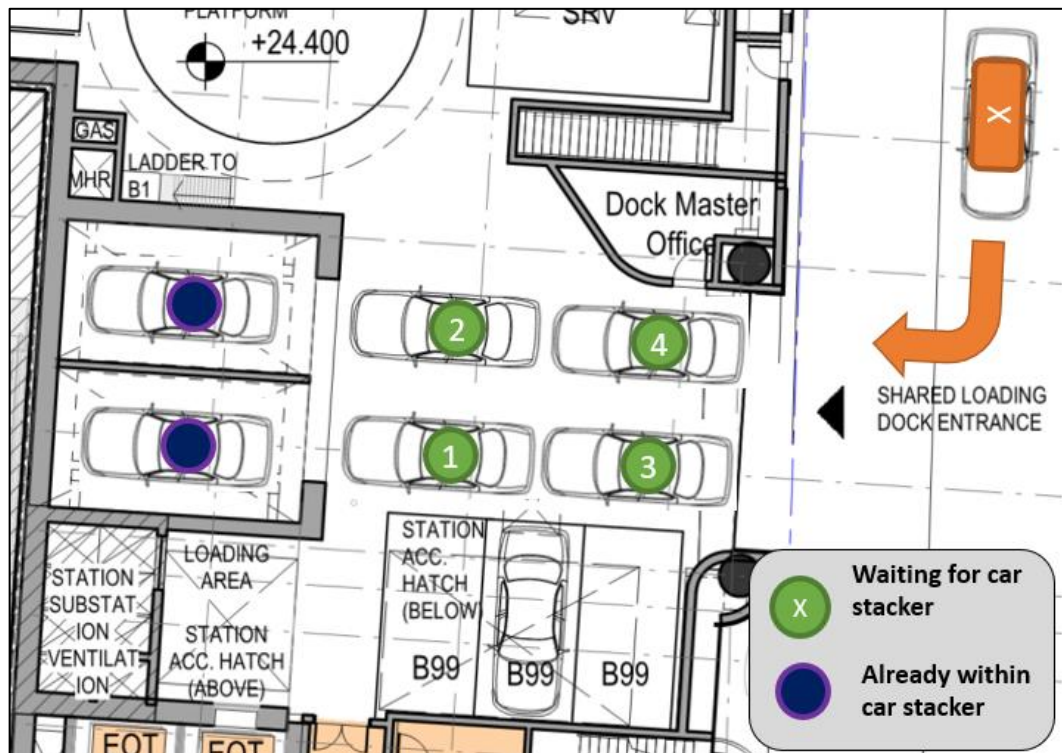 PLATFORM
+24.400
SRV
GAS
MHR
LADDER TO
B1
Dock Master
Office
X
2
4
1
3
SHARED LOADING
DOCK ENTRANCE
STATION
SUBSTAT
ION
VENTILAT
ION
LOADING
AREA
STATION
ACC. HATCH
(ABOVE)
STATION
ACC.
HATCH
(BELOW)
B99
B99
B99
EOT
EOT
X
Waiting for car
stacker
Already within
car stacker